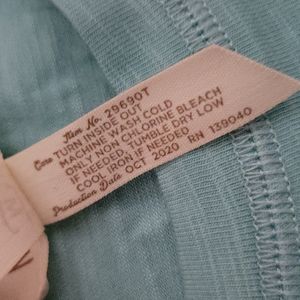 Item No. 29690T
Care TURN INSIDE OUT
MACHINE WASH COLD
ONLY NON CHLORINE BLEACH
IF NEEDED, TUMBLE DRY LOW
COOL IRON IF NEEDED
Production Date OCT 2020 RN 139040